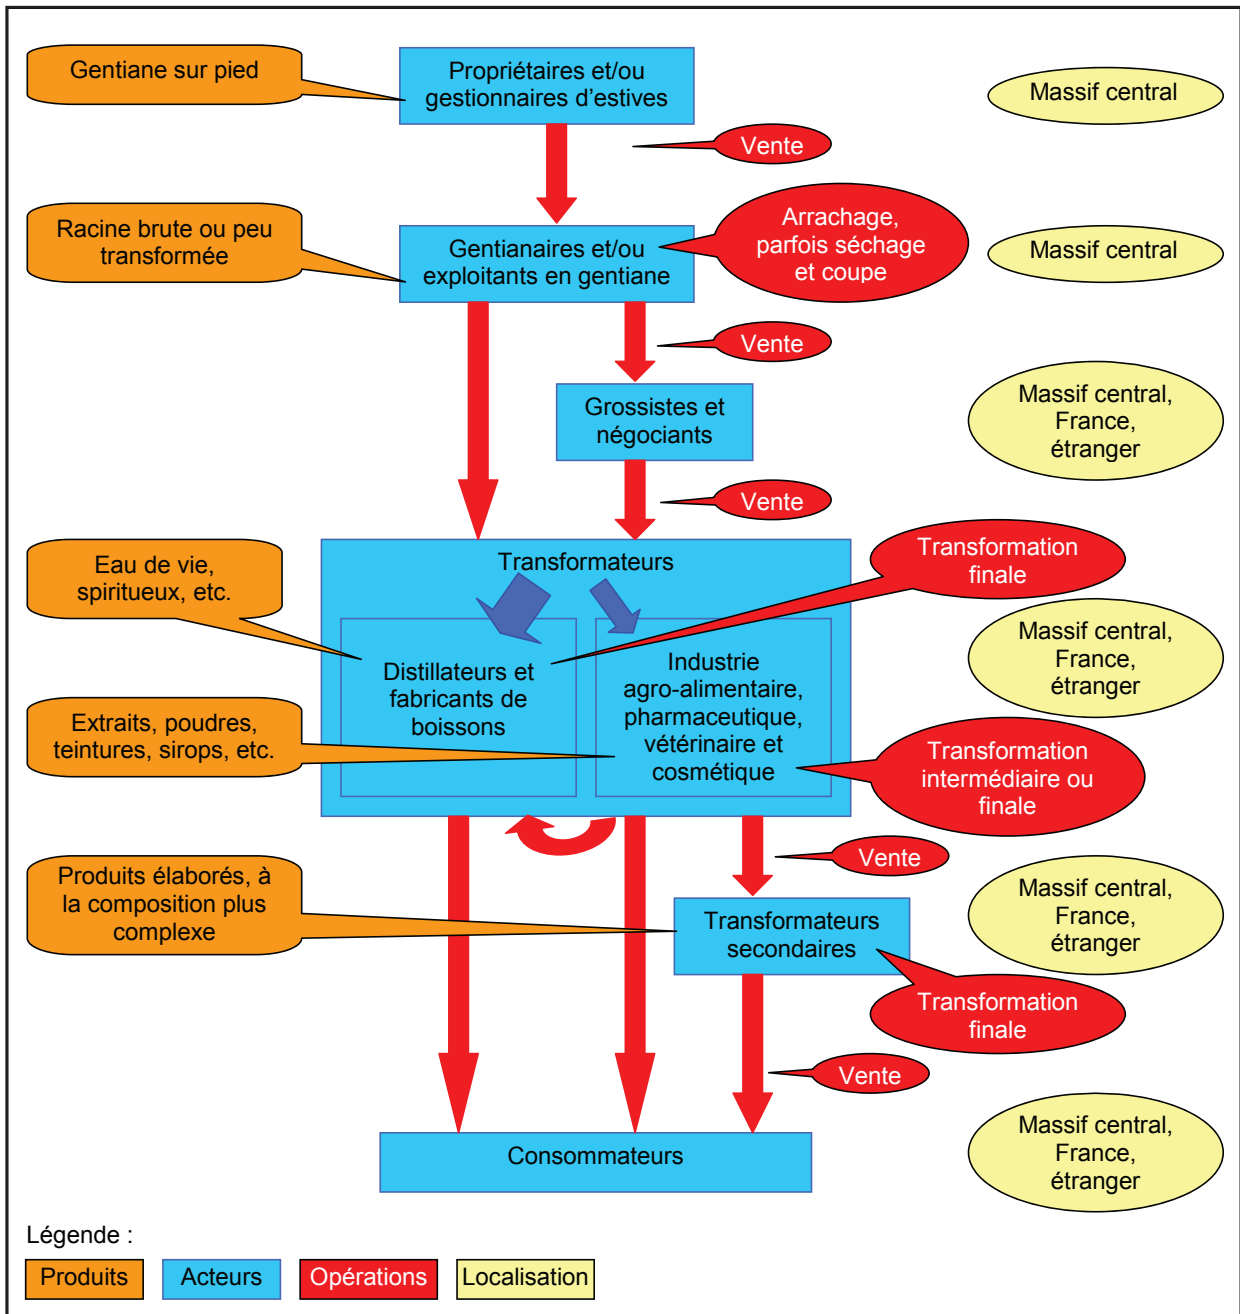 Gentiane sur pied
Propriétaires et/ou
gestionnaires d'estives
Massif central
Vente
Racine brute ou peu
transformée
Gentianaires et/ou
exploitants en gentiane
Arrachage,
parfois séchage
et coupe
Massif central
Vente
Grossistes et
négociants
Massif central,
France,
étranger
Vente
Transformateurs
Eau de vie,
spiritueux, etc.
Transformation
finale
Distillateurs et
fabricants de
boissons
Industrie
agro-alimentaire,
pharmaceutique,
vétérinaire et
cosmétique
Massif central,
France,
étranger
Extraits, poudres,
teintures, sirops, etc.
Transformation
intermédiaire ou
finale
Vente
Produits élaborés, à
la composition plus
complexe
Transformateurs
secondaires
Massif central,
France,
étranger
Transformation
finale
Vente
Consommateurs
Massif central,
France,
étranger
Légende :
Produits
Acteurs
Opérations
Localisation